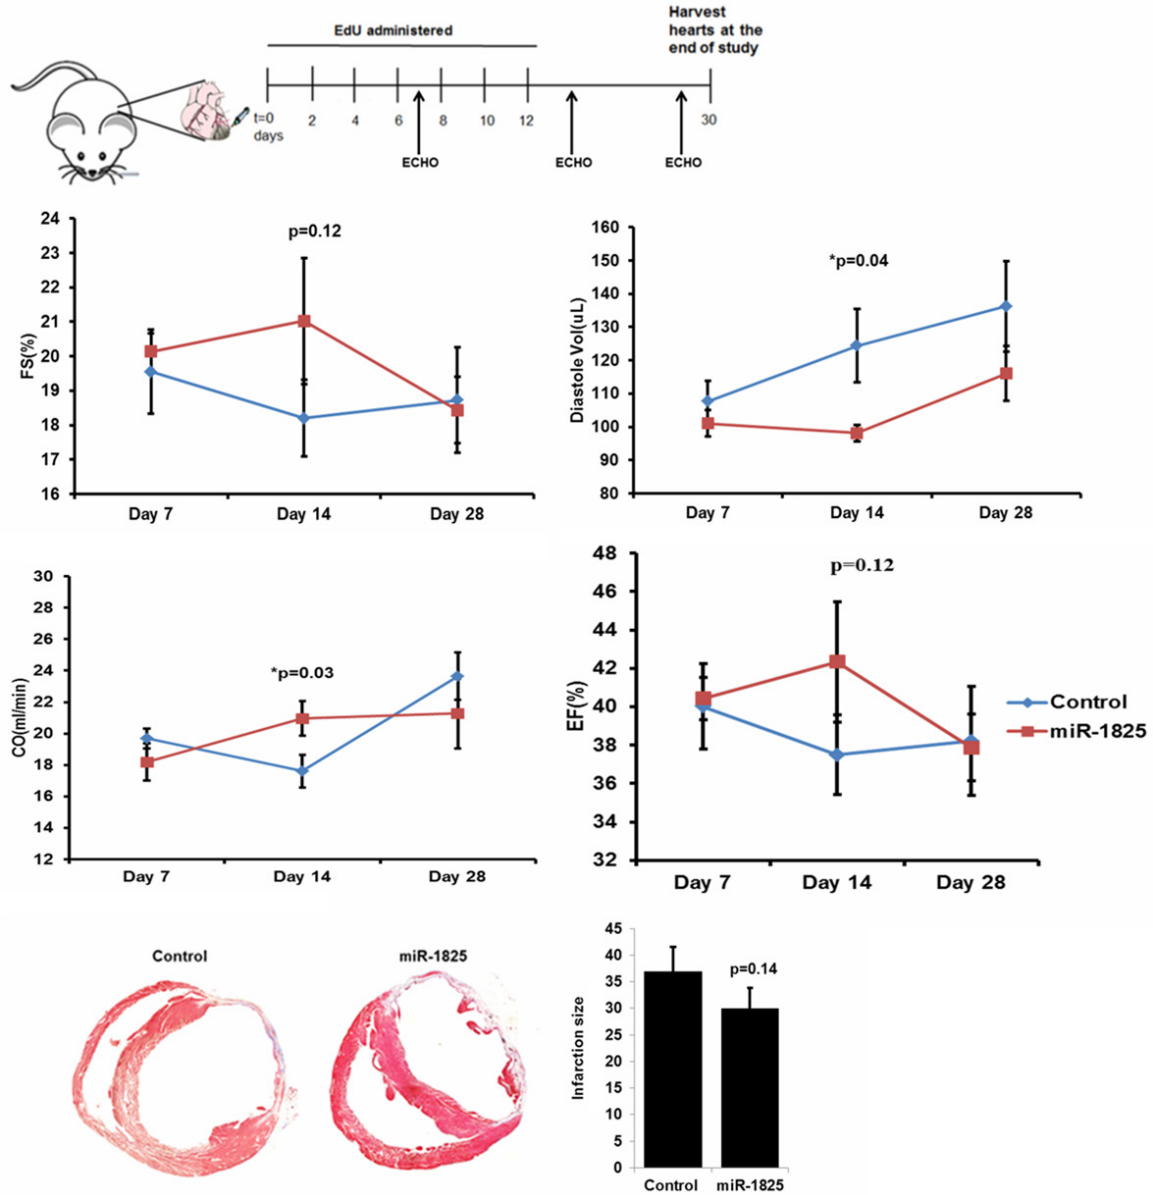 EdU administered
Harvest
hearts at the
end of study
t=0
days
2
4
6
8
10
12
30
ECHO
ECHO
ECHO
FS(%)
24
23
22
21
20
19
18
17
16
p=0.12
Day 7
Day 14
Day 28
Diastole Vol(uL)
160
150
140
130
120
110
100
90
80
*p=0.04
Day 7
Day 14
Day 28
CO(ml/min)
30
28
26
24
22
20
18
16
14
12
*p=0.03
Day 7
Day 14
Day 28
EF(%)
48
46
44
42
40
38
36
34
32
p=0.12
Day 7
Day 14
Day 28
Control
miR-1825
Control
miR-1825
Infarction size
45
40
35
30
25
20
15
10
5
0
p=0.14
Control
miR-1825